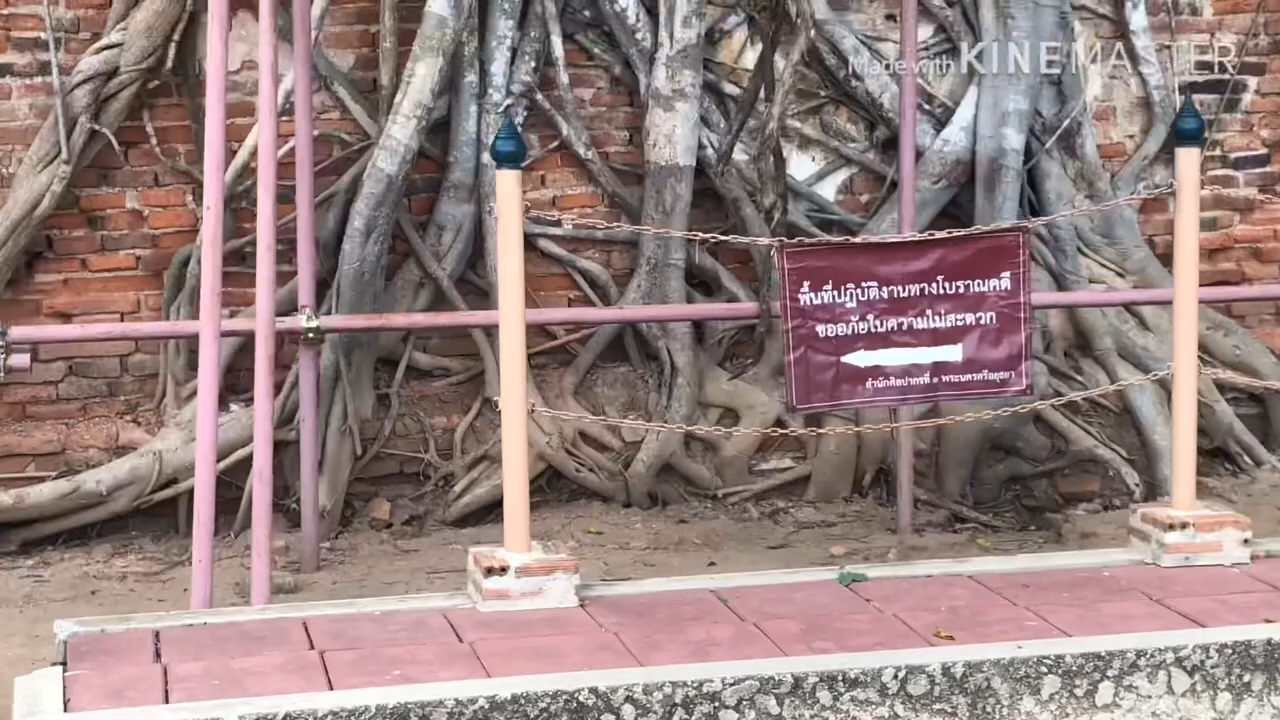 Made with KINEMASTER
พื้นที่ปฏิบัติงานทางโบราณคดี
ขออภัยในความไม่สะดวก
สำนักศิลปากรที่ ๓ พระนครศรีอยุธยา